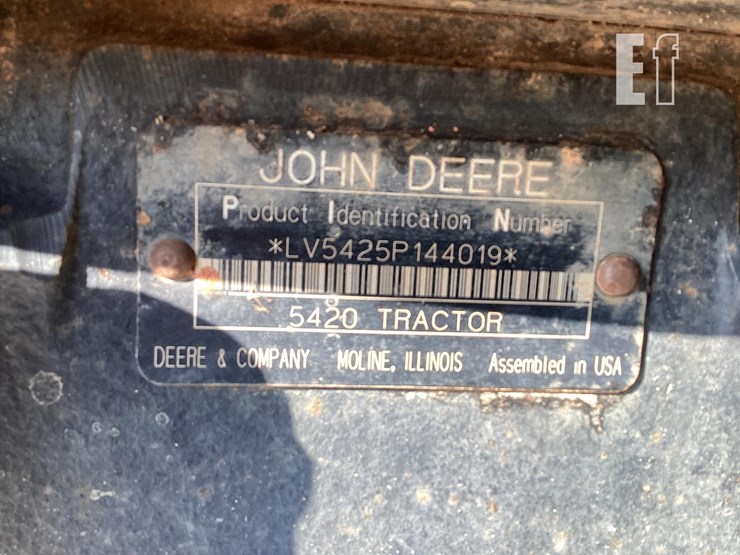 Ef
JOHN DEERE
Product Identification Number
*LV5425P144019*
5420 TRACTOR
DEERE & COMPANY MOLINE, ILLINOIS Assembled in USA